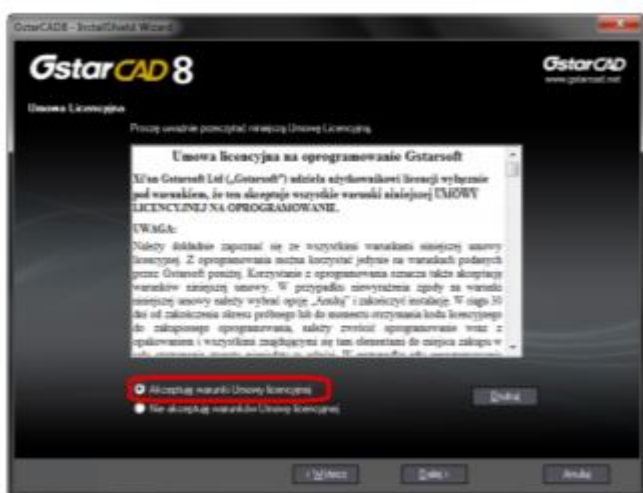 GstarCAD8 - InstallShield Wizard
GstarCAD 8
GstarCAD
www.gstarcad.net
Umowa Licencyjna
Proszę uważnie przeczytać niniejszą Umowę Licencyjną.
Umowa licencyjna na oprogramowanie Gstarsoft
Xi'an Gstarsoft Ltd („Gstarsoft”) udziela użytkownikowi licencji wyłącznie
pod warunkiem, że ten akceptuje wszystkie warunki niniejszej UMOWY
LICENCYJNEJ NA OPROGRAMOWANIE.
UWAGA:
Należy dokładnie zapoznać się ze wszystkimi warunkami niniejszej umowy
licencyjnej. Z oprogramowania można korzystać jedynie na warunkach podanych
przez Gstarsoft poniżej. Korzystanie z oprogramowania oznacza także akceptację
warunków niniejszej umowy. W przypadku niewyrażenia zgody na warunki
niniejszej umowy należy wybrać opcję „Anuluj” i zakończyć instalację. W ciągu 30
dni od zakończenia okresu próbnego lub do momentu otrzymania kodu licencyjnego
do zakupionego oprogramowania, należy zwrócić oprogramowanie wraz z
opakowaniem i wszystkimi znajdującymi się tam elementami do miejsca zakupu w
Akceptuję warunki Umowy licencyjnej
Nie akceptuję warunków Umowy licencyjnej
Drukuj
< Wstecz
Dalej >
Anuluj